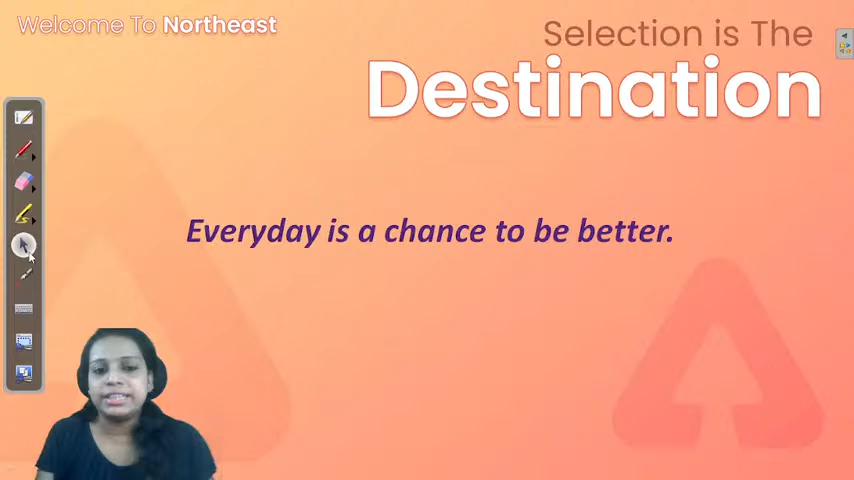 Welcome To Northeast
Selection is The
Destination
Everyday is a chance to be better.